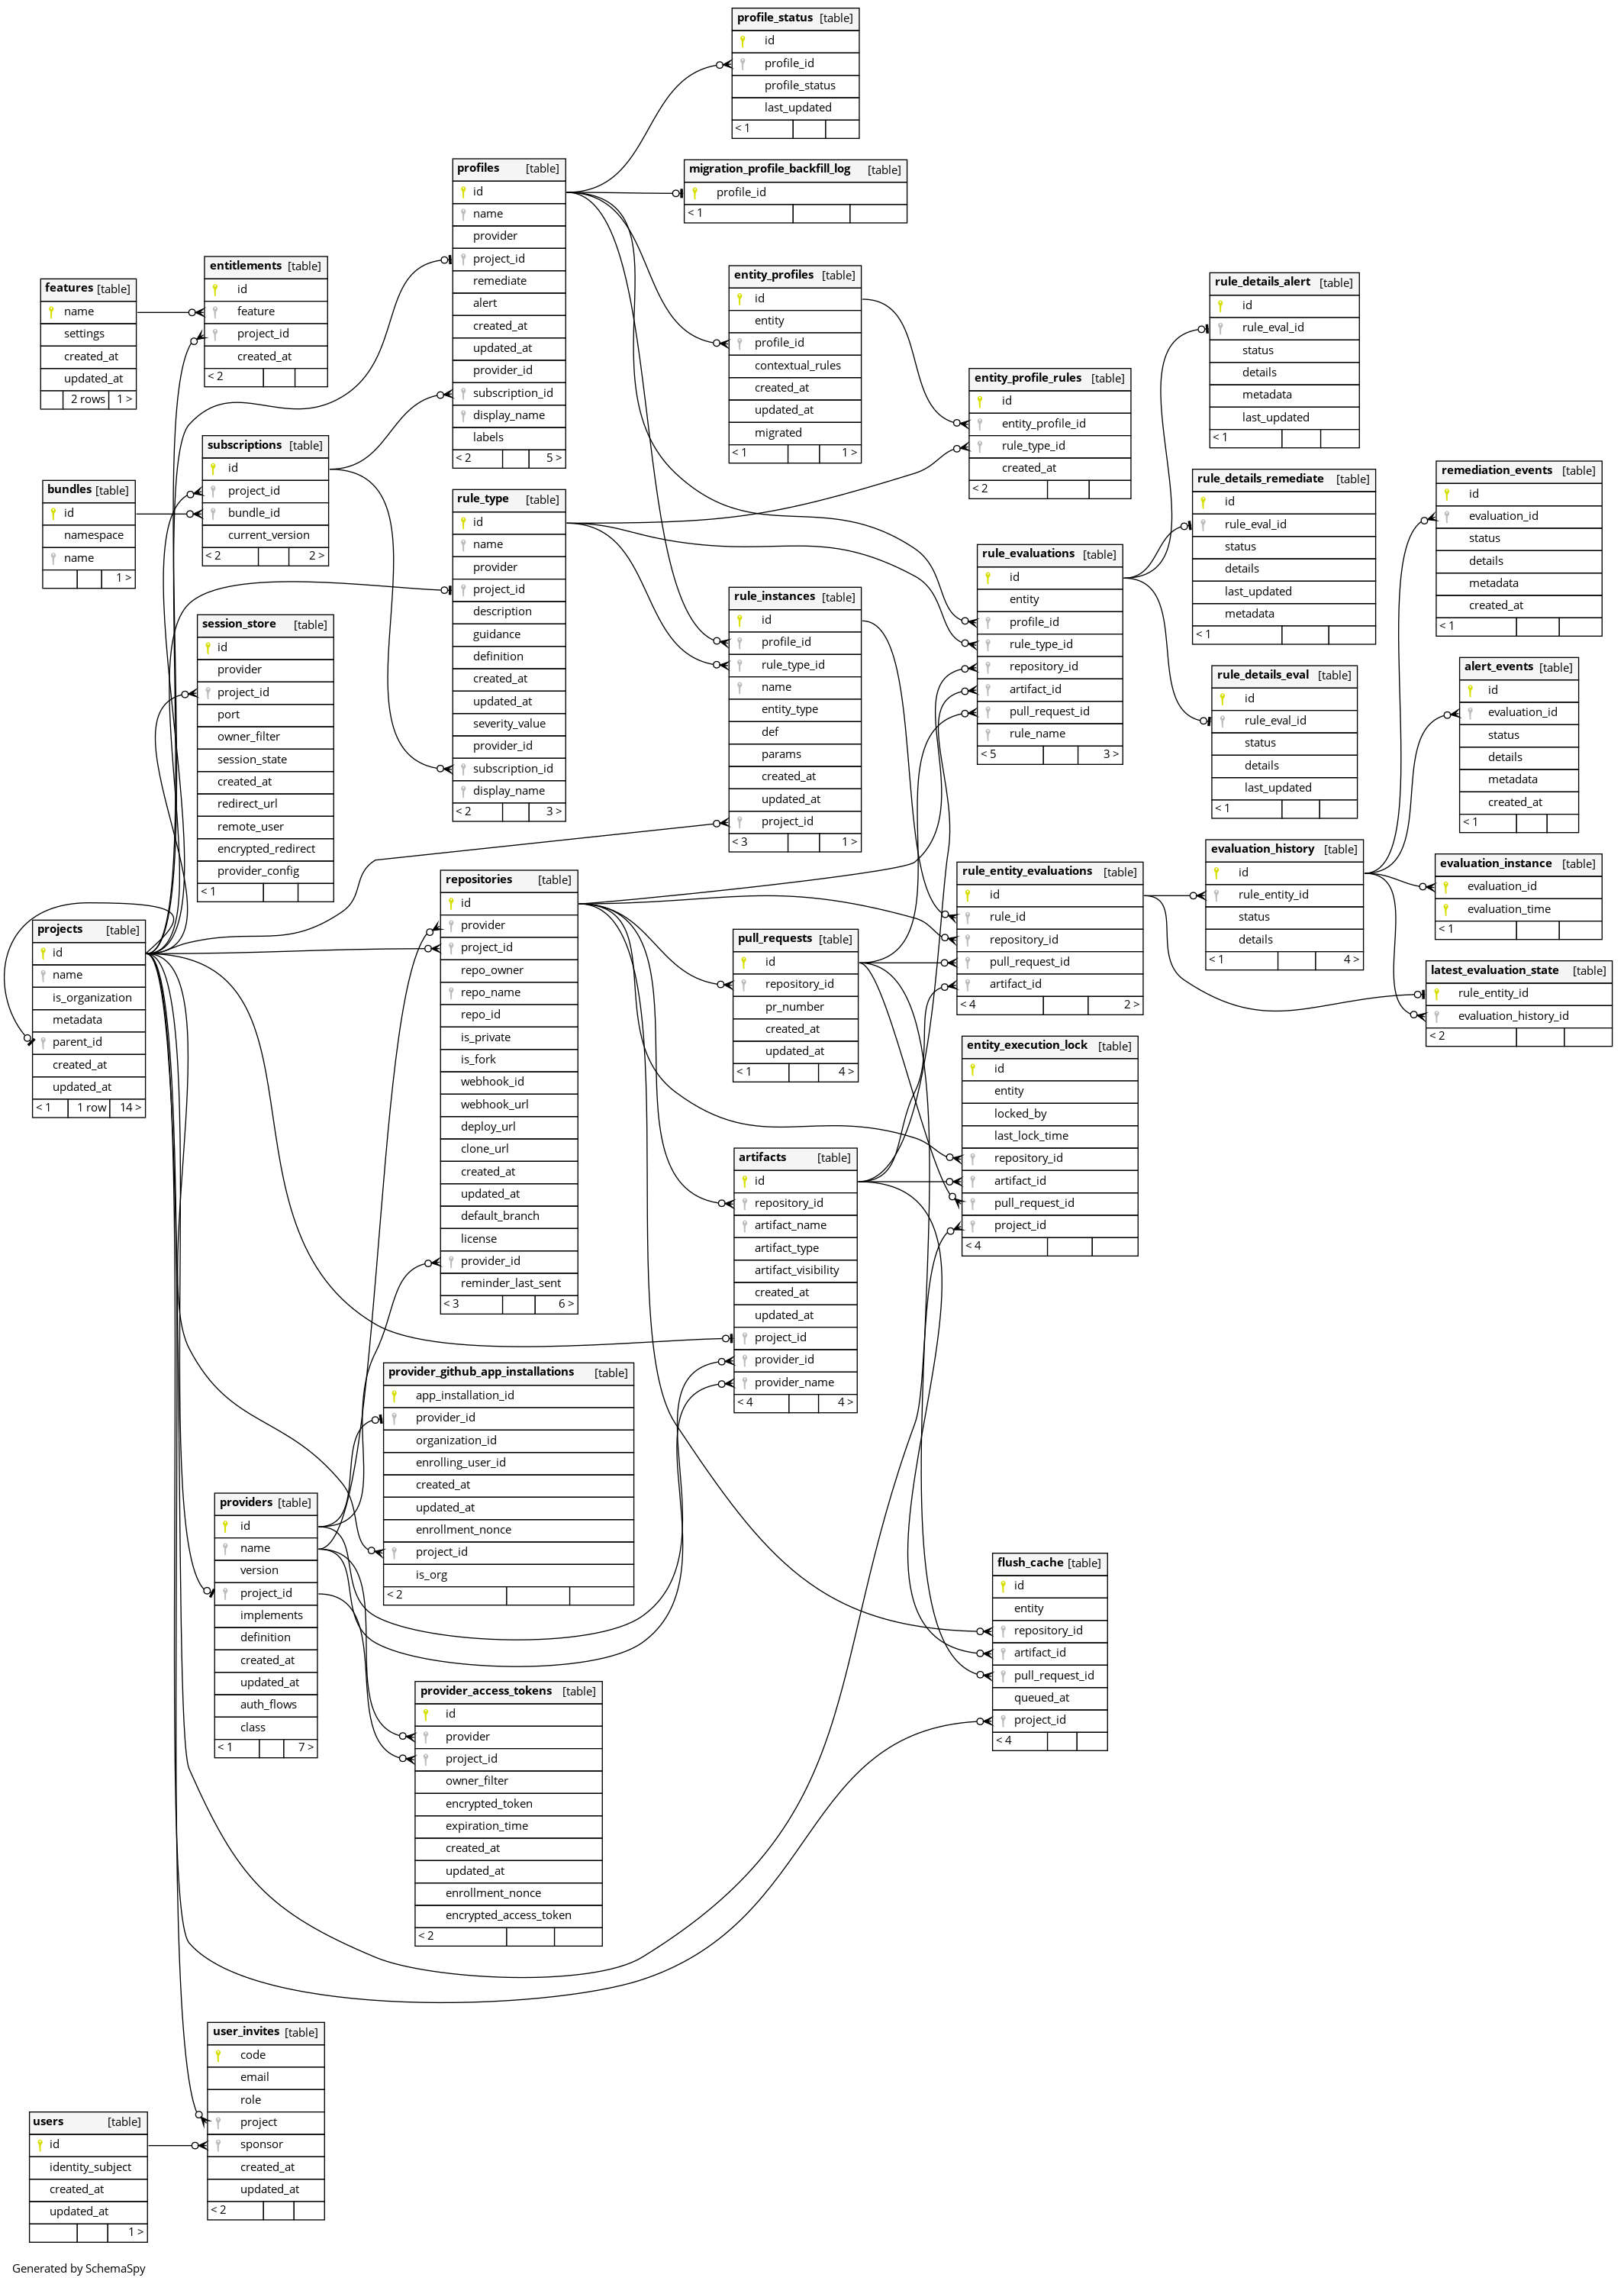 profile_status [table]
id
profile_id
profile_status
last_updated
< 1
profiles [table]
id
name
provider
project_id
remediate
alert
created_at
updated_at
provider_id
subscription_id
display_name
labels
< 2 5 >
migration_profile_backfill_log [table]
profile_id
< 1
features [table]
name
settings
created_at
updated_at
2 rows 1 >
entitlements [table]
id
feature
project_id
created_at
< 2
entity_profiles [table]
id
entity
profile_id
contextual_rules
created_at
updated_at
migrated
< 1 1 >
entity_profile_rules [table]
id
entity_profile_id
rule_type_id
created_at
< 2
rule_details_alert [table]
id
rule_eval_id
status
details
metadata
last_updated
< 1
bundles [table]
id
namespace
name
1 >
subscriptions [table]
id
project_id
bundle_id
current_version
< 2 2 >
rule_type [table]
id
name
provider
project_id
description
guidance
definition
created_at
updated_at
severity_value
provider_id
subscription_id
display_name
< 2 3 >
rule_instances [table]
id
profile_id
rule_type_id
name
entity_type
def
params
created_at
updated_at
project_id
< 3 1 >
rule_evaluations [table]
id
entity
profile_id
rule_type_id
repository_id
artifact_id
pull_request_id
rule_name
< 5 3 >
rule_details_remediate [table]
id
rule_eval_id
status
details
last_updated
metadata
< 1
remediation_events [table]
id
evaluation_id
status
details
metadata
created_at
< 1
rule_details_eval [table]
id
rule_eval_id
status
details
last_updated
< 1
alert_events [table]
id
evaluation_id
status
details
metadata
created_at
< 1
session_store [table]
id
provider
project_id
port
owner_filter
session_state
created_at
redirect_url
remote_user
encrypted_redirect
provider_config
< 1
projects [table]
id
name
is_organization
metadata
parent_id
created_at
updated_at
< 1 1 row 14 >
repositories [table]
id
provider
project_id
repo_owner
repo_name
repo_id
is_private
is_fork
webhook_id
webhook_url
deploy_url
clone_url
created_at
updated_at
default_branch
license
provider_id
reminder_last_sent
< 3 6 >
pull_requests [table]
id
repository_id
pr_number
created_at
updated_at
< 1 4 >
rule_entity_evaluations [table]
id
rule_id
repository_id
pull_request_id
artifact_id
< 4 2 >
evaluation_history [table]
id
rule_entity_id
status
details
< 1 4 >
evaluation_instance [table]
evaluation_id
evaluation_time
< 1
latest_evaluation_state [table]
rule_entity_id
evaluation_history_id
< 2
entity_execution_lock [table]
id
entity
locked_by
last_lock_time
repository_id
artifact_id
pull_request_id
project_id
< 4
artifacts [table]
id
repository_id
artifact_name
artifact_type
artifact_visibility
created_at
updated_at
project_id
provider_id
provider_name
< 4 4 >
provider_github_app_installations [table]
app_installation_id
provider_id
organization_id
enrolling_user_id
created_at
updated_at
enrollment_nonce
project_id
is_org
< 2
providers [table]
id
name
version
project_id
implements
definition
created_at
updated_at
auth_flows
class
< 1 7 >
flush_cache [table]
id
entity
repository_id
artifact_id
pull_request_id
queued_at
project_id
< 4
provider_access_tokens [table]
id
provider
project_id
owner_filter
encrypted_token
expiration_time
created_at
updated_at
enrollment_nonce
encrypted_access_token
< 2
user_invites [table]
code
email
role
project
sponsor
created_at
updated_at
< 2
users [table]
id
identity_subject
created_at
updated_at
1 >
Generated by SchemaSpy